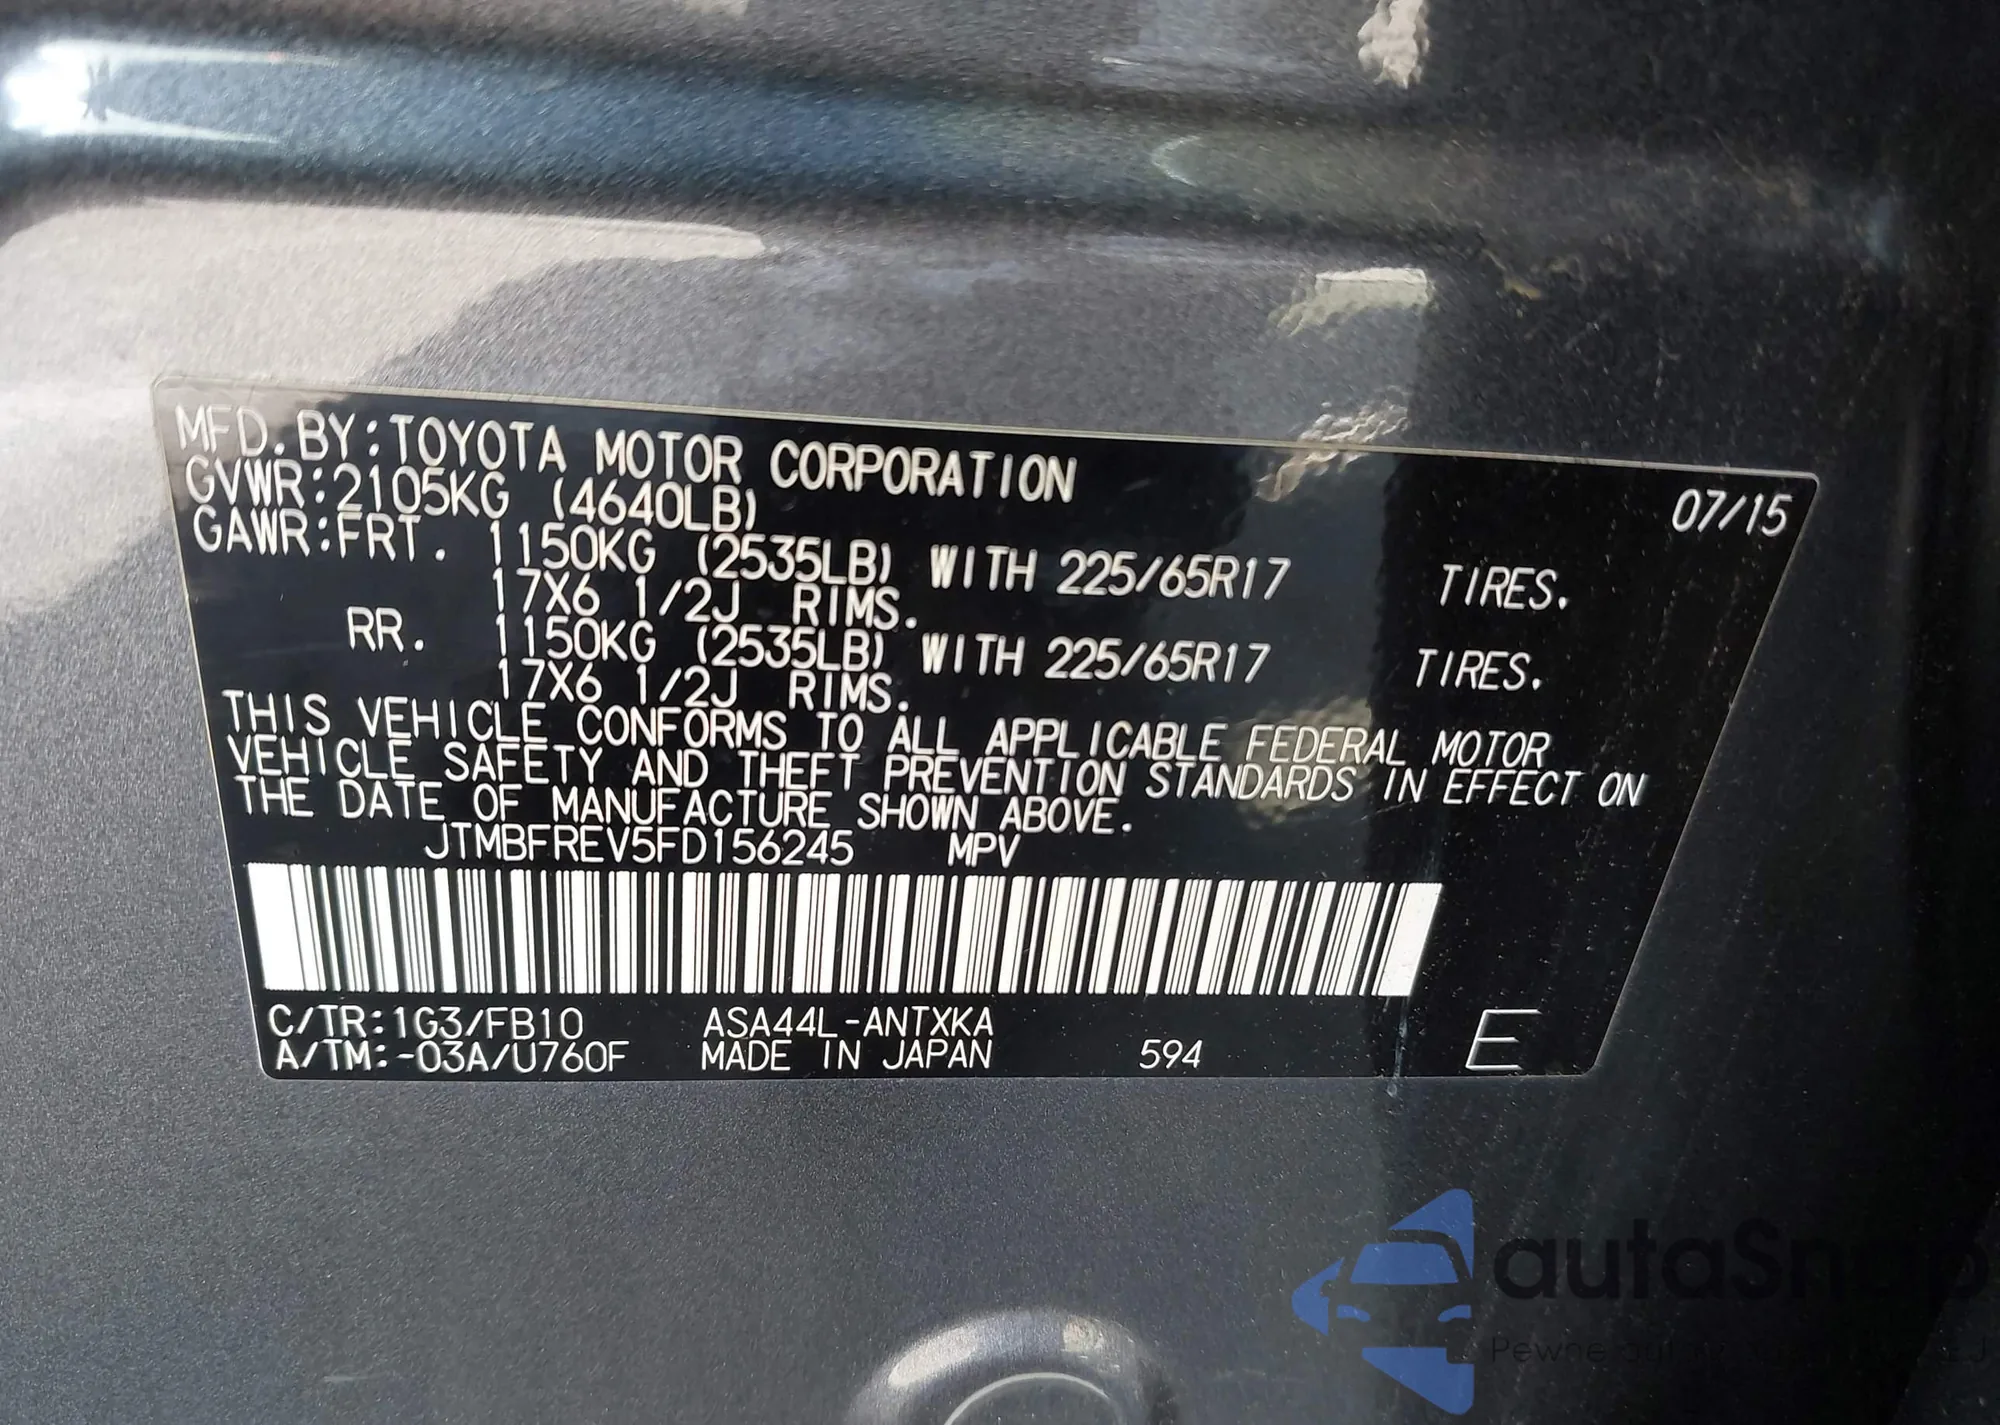 MFD.BY:TOYOTA MOTOR CORPORATION 07/15
GVWR:2105KG (4640LB)
GAWR:FRT. 1150KG (2535LB) WITH 225/65R17 TIRES.
17X6 1/2J RIMS.
RR. 1150KG (2535LB) WITH 225/65R17 TIRES.
17X6 1/2J RIMS.
THIS VEHICLE CONFORMS TO ALL APPLICABLE FEDERAL MOTOR
VEHICLE SAFETY AND THEFT PREVENTION STANDARDS IN EFFECT ON
THE DATE OF MANUFACTURE SHOWN ABOVE.
JTMBFREV5FD156245 MPV
C/TR:1G3/FB10 ASA44L-ANTXKA
A/TM:-03A/U760F MADE IN JAPAN 594 E
autaSnap
Pewne auta